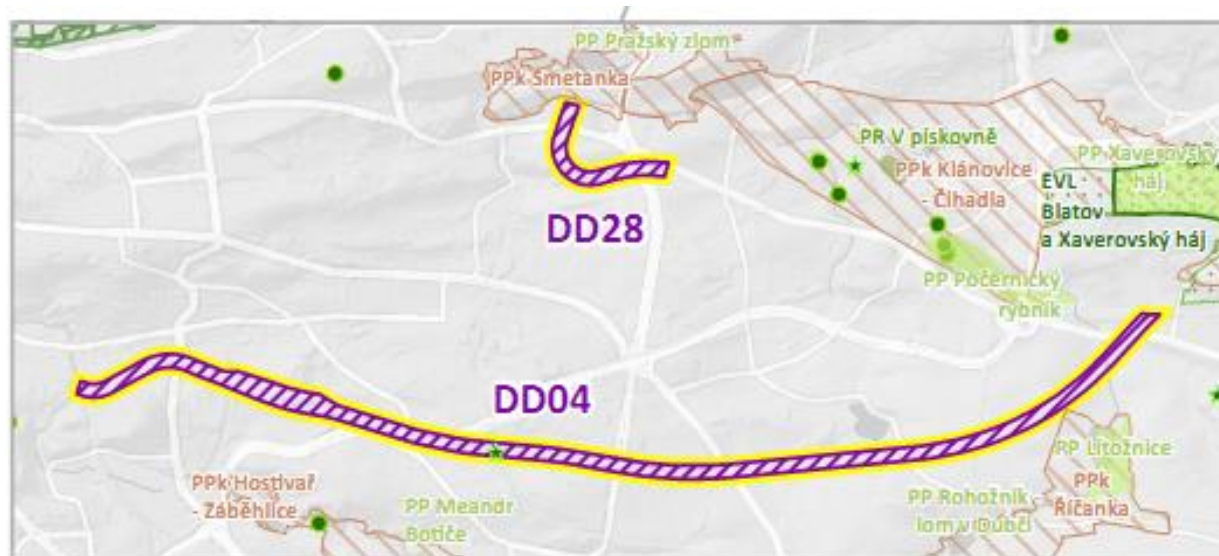 PP Pražský zlom
PPk Smetanka
PR V pískovně
PPk Klánovice
- Čihadla
PP Xaverovský
háj
EVL
Blatov
a Xaverovský háj
DD28
PP Počernický
rybník
DD04
PPk Hostivař
- Záběhlice
PP Meandr
Botiče
PP Rohožník
lom v Dubči
PP Litožnice
PPk
Říčanka